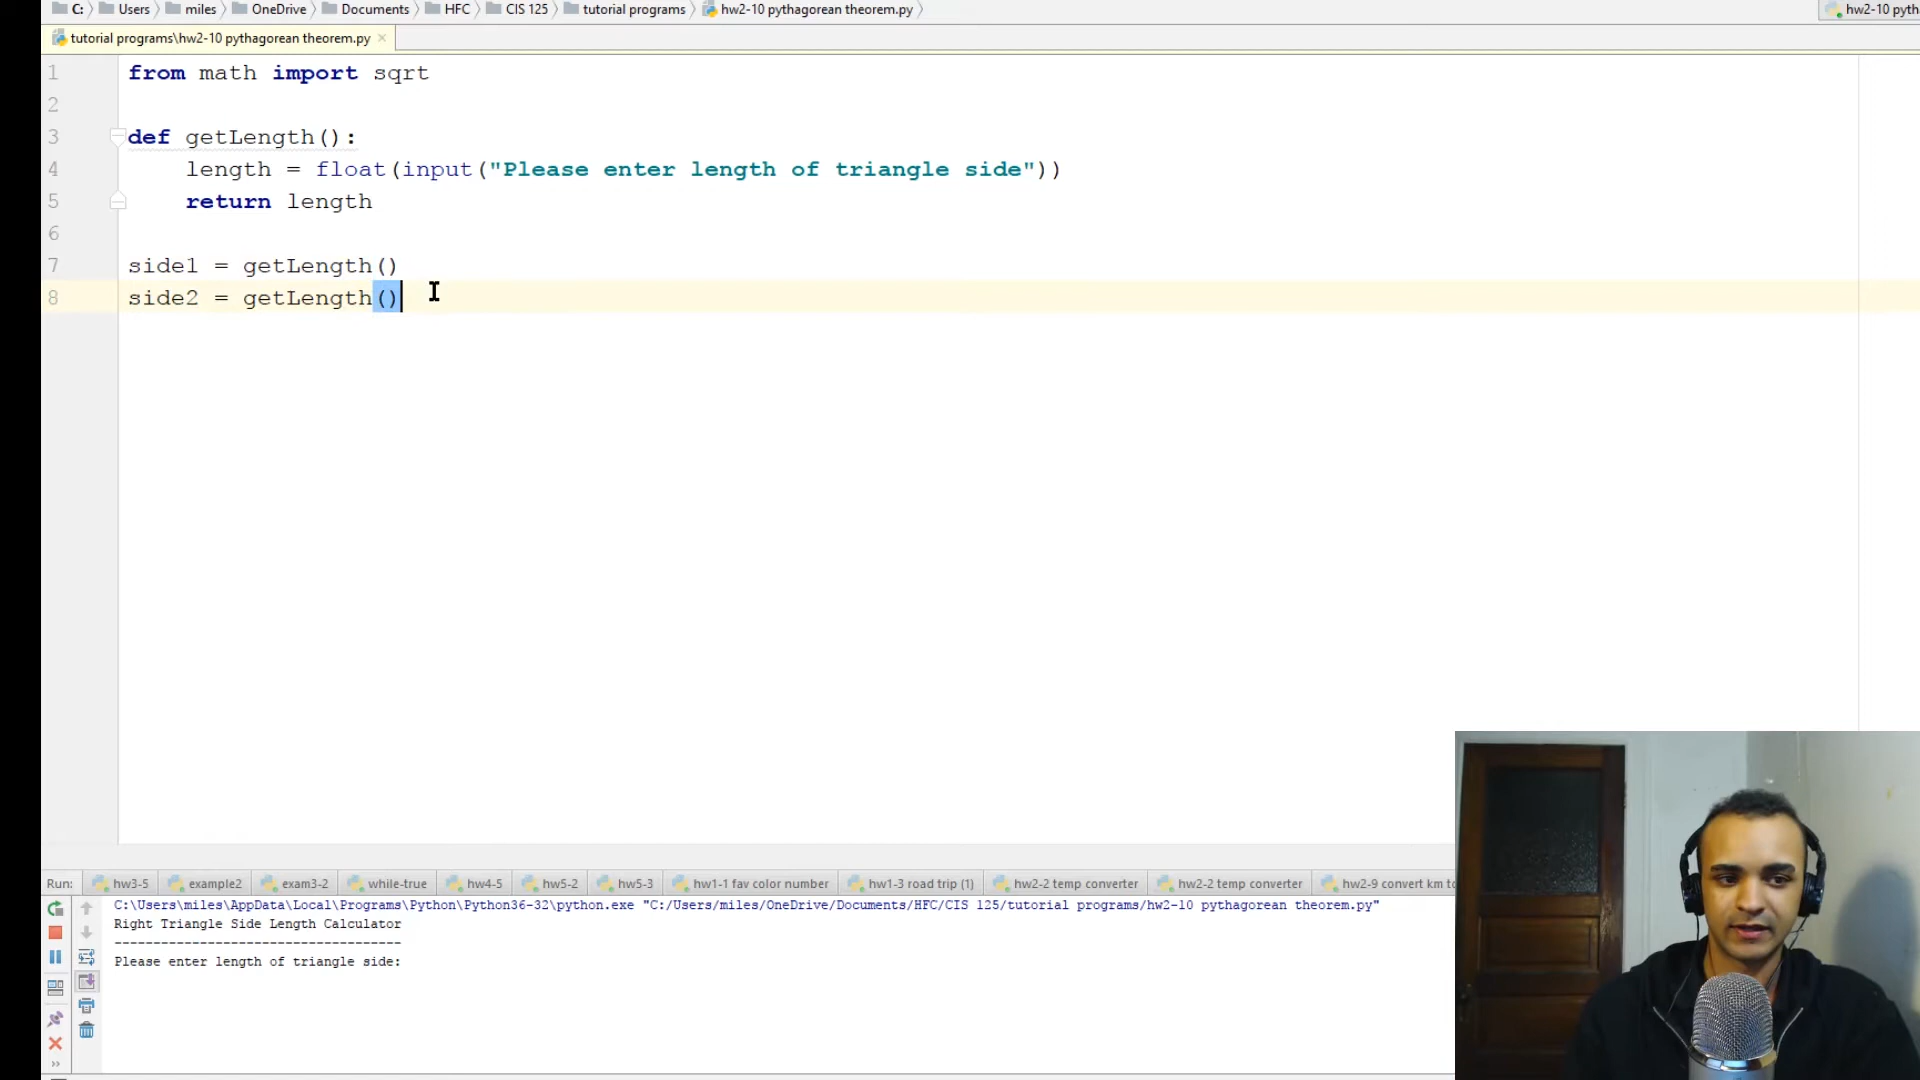 C: Users miles OneDrive Documents HFC CIS 125 tutorial programs hw2-10 pythagorean theorem.py hw2-10 pyth
tutorial programs\hw2-10 pythagorean theorem.py ×
1 from math import sqrt
2
3 def getLength():
4 length = float(input("Please enter length of triangle side"))
5 return length
6
7 side1 = getLength()
8 side2 = getLength()
Run: hw3-5 example2 exam3-2 while-true hw4-5 hw5-2 hw5-3 hw1-1 fav color number hw1-3 road trip (1) hw2-2 temp converter hw2-2 temp converter hw2-9 convert km to
C:\Users\miles\AppData\Local\Programs\Python\Python36-32\python.exe "C:/Users/miles/OneDrive/Documents/HFC/CIS 125/tutorial programs/hw2-10 pythagorean theorem.py"
Right Triangle Side Length Calculator
-------------------------------------
Please enter length of triangle side: